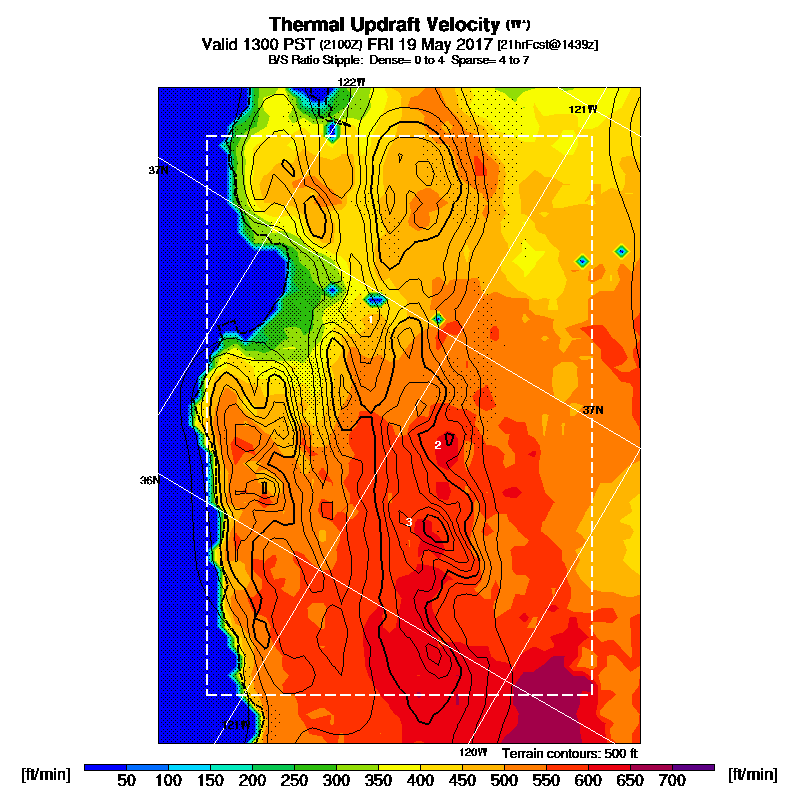 Thermal Updraft Velocity (W*)
Valid 1300 PST (2100Z) FRI 19 May 2017 [21hrFcst@1439z]
B/S Ratio Stipple: Dense= 0 to 4 Sparse= 4 to 7
122W
121W
37N
1
37N
2
36N
3
121W
120W
Terrain contours: 500 ft
[ft/min] 50 100 150 200 250 300 350 400 450 500 550 600 650 700 [ft/min]